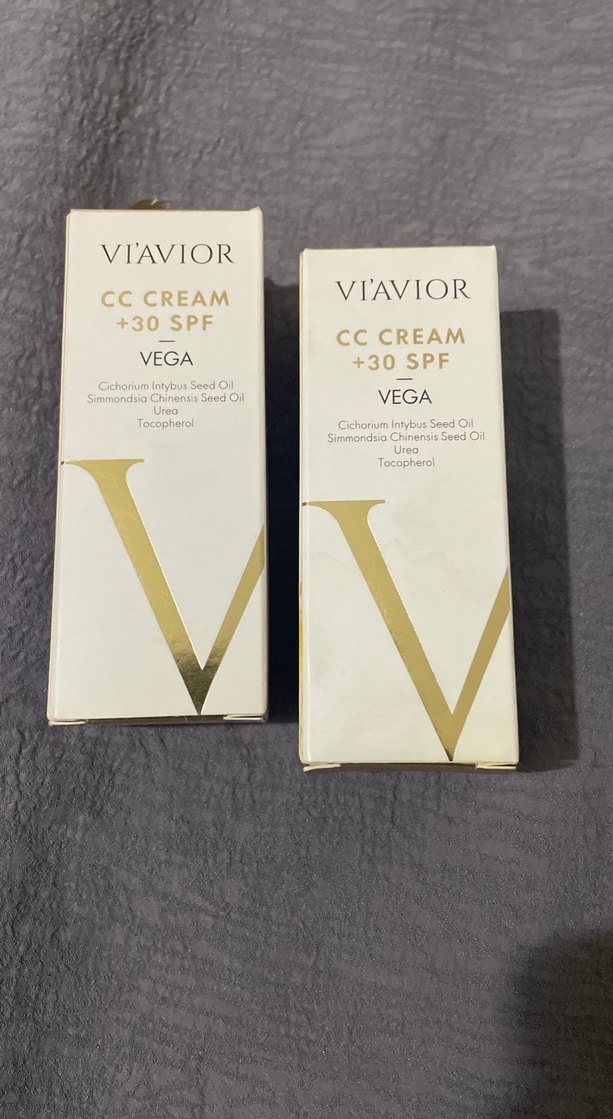 VI'AVIOR
CC CREAM
+30 SPF
VEGA
Cichorium Intybus Seed Oil
Simmondsia Chinensis Seed Oil
Urea
Tocopherol
V
VI'AVIOR
CC CREAM
+30 SPF
VEGA
Cichorium Intybus Seed Oil
Simmondsia Chinensis Seed Oil
Urea
Tocopherol
V